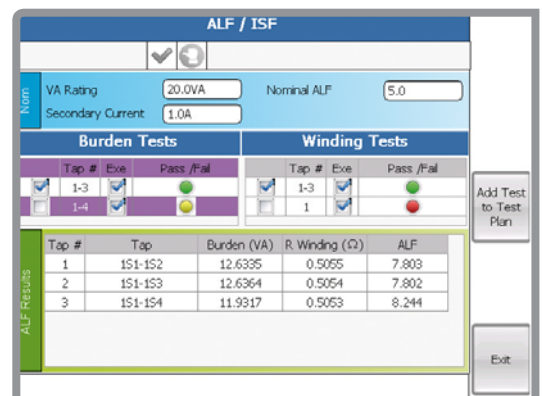 ALF / ISF
Nom
VA Rating 20.0VA Nominal ALF 5.0
Secondary Current 1.0A
Burden Tests Winding Tests
Tap # Exe Pass /Fail Tap # Exe Pass /Fail
1-3 1-3
1-4 1
Add Test to Test Plan
ALF Results
Tap # Tap Burden (VA) R. Winding (Ω) ALF
1 1S1-1S2 12.6335 0.5055 7.803
2 1S1-1S3 12.6364 0.5054 7.802
3 1S1-1S4 11.9317 0.5053 8.244
Exit